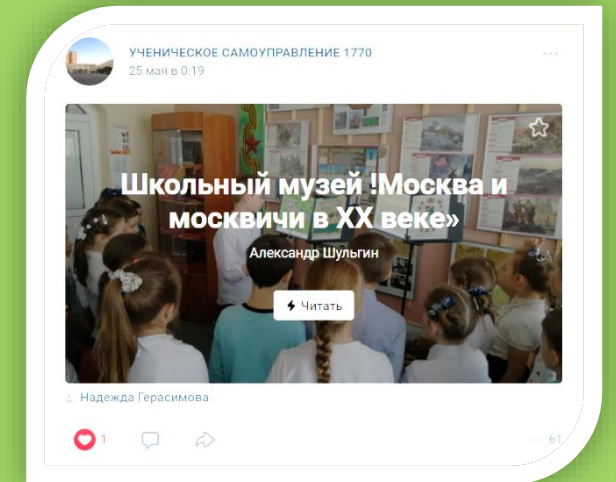 УЧЕНИЧЕСКОЕ САМОУПРАВЛЕНИЕ 1770
25 мая в 0:19
Школьный музей !Москва и
москвичи в XX веке»
Александр Шульгин
Читать
Надежда Герасимова
1
61